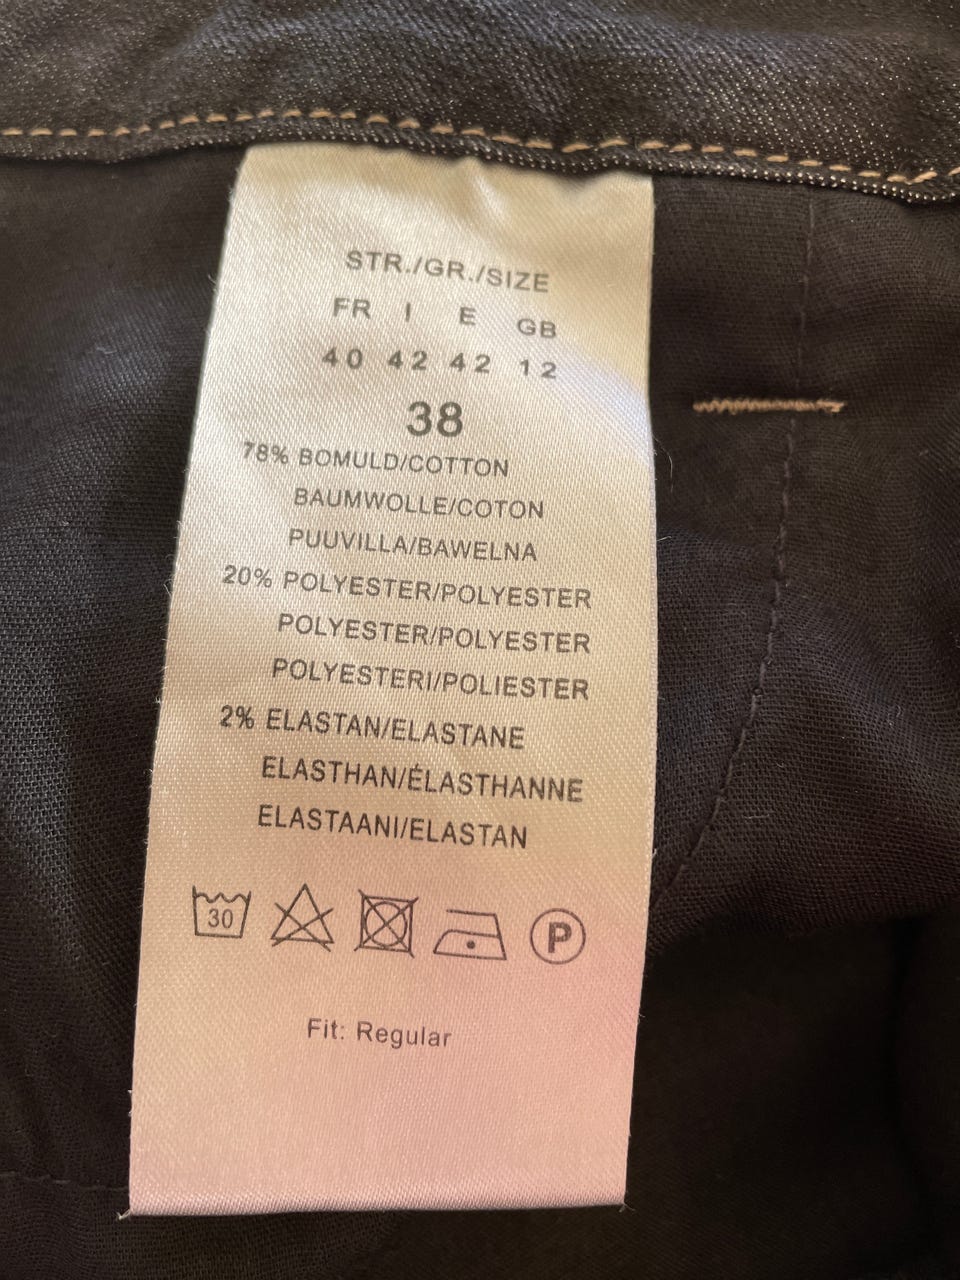 STR./GR./SIZE
FR I E GB
40 42 42 12
38
78% BOMULD/COTTON
BAUMWOLLE/COTON
PUUVILLA/BAWELNA
20% POLYESTER/POLYESTER
POLYESTER/POLYESTER
POLYESTERI/POLIESTER
2% ELASTAN/ELASTANE
ELASTHAN/ÉLASTHANNE
ELASTAANI/ELASTAN
30 P
Fit: Regular